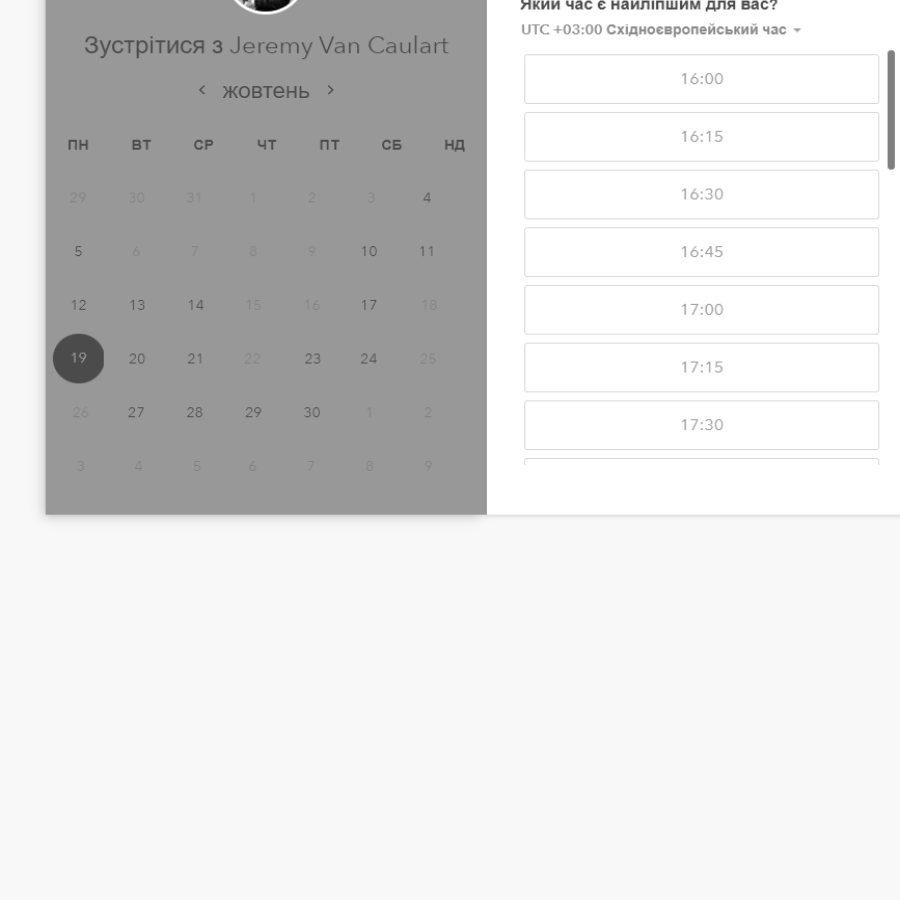 Зустрітися з Jeremy Van Caulart
жовтень
ПН ВТ СР ЧТ ПТ СБ НД
29 30 31 1 2 3 4
5 6 7 8 9 10 11
12 13 14 15 16 17 18
19 20 21 22 23 24 25
26 27 28 29 30 1 2
3 4 5 6 7 8 9
Який час є найліпшим для вас?
UTC +03:00 Східноєвропейський час
16:00
16:15
16:30
16:45
17:00
17:15
17:30